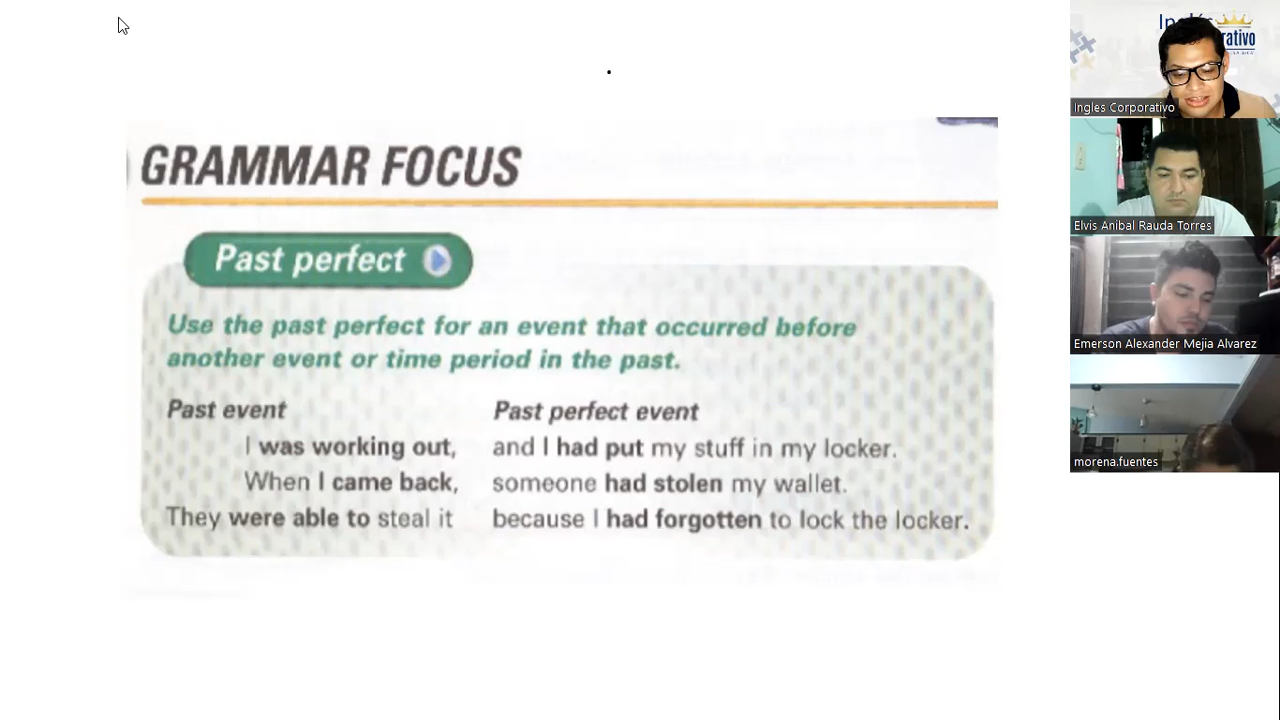 GRAMMAR FOCUS
Past perfect
Use the past perfect for an event that occurred before
another event or time period in the past.
Past event Past perfect event
I was working out, and I had put my stuff in my locker.
When I came back, someone had stolen my wallet.
They were able to steal it because I had forgotten to lock the locker.
Ingles Corporativo
Elvis Anibal Rauda Torres
Emerson Alexander Mejia Alvarez
morena.fuentes